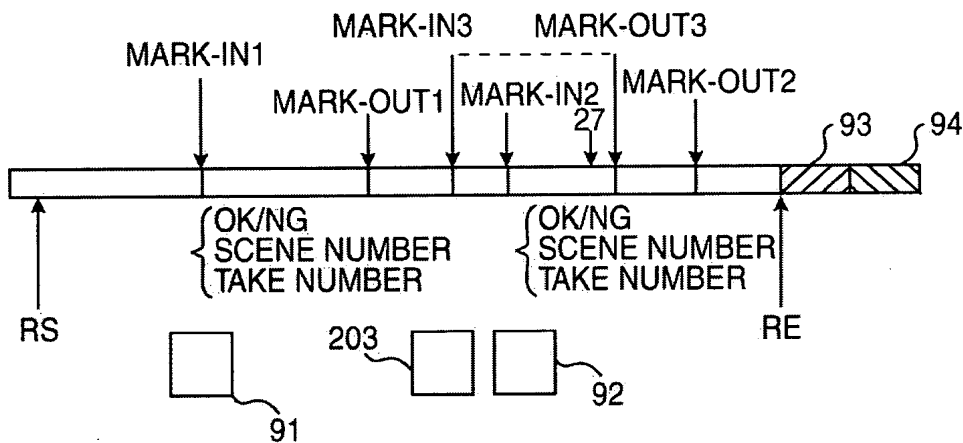 MARK-IN3
MARK-OUT3
MARK-IN1
MARK-OUT1
MARK-IN2
MARK-OUT2
27
93
94
OK/NG
SCENE NUMBER
TAKE NUMBER
OK/NG
SCENE NUMBER
TAKE NUMBER
RS
RE
203
91
92